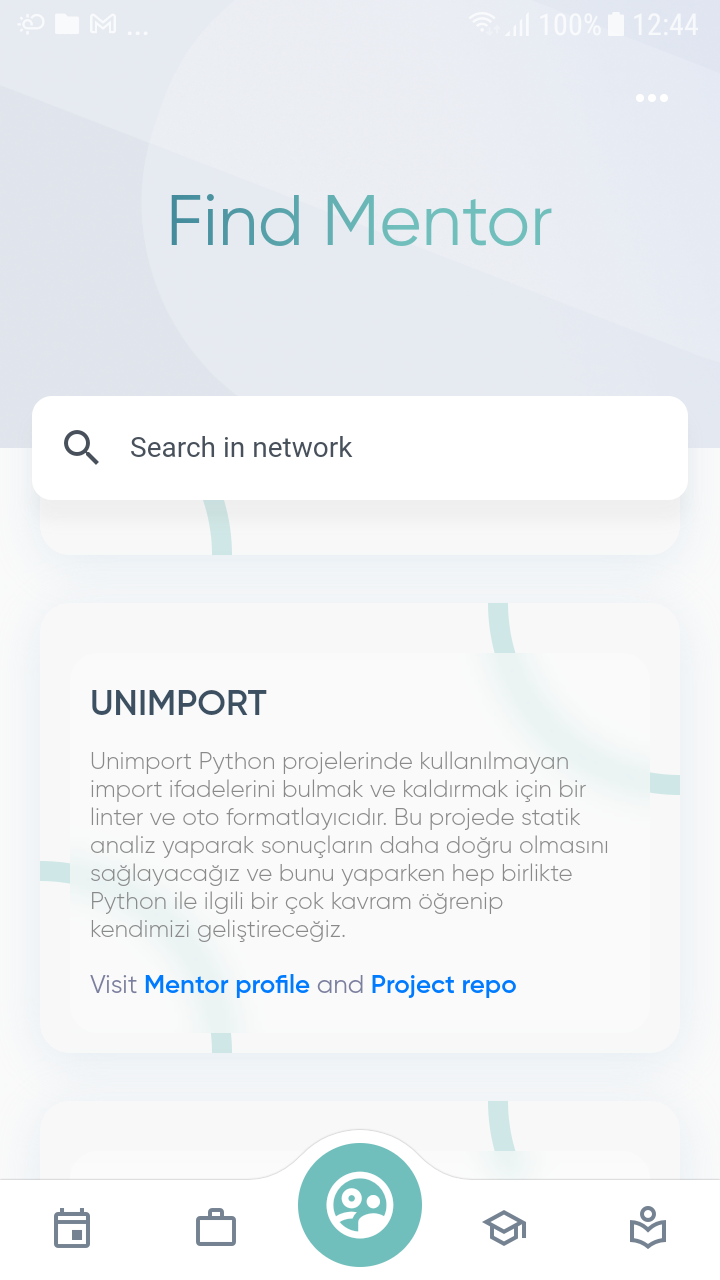 ... 100% 12:44
Find Mentor
Search in network
UNIMPORT
Unimport Python projelerinde kullanılmayan
import ifadelerini bulmak ve kaldırmak için bir
linter ve oto formatlayıcıdır. Bu projede statik
analiz yaparak sonuçların daha doğru olmasını
sağlayacağız ve bunu yaparken hep birlikte
Python ile ilgili bir çok kavram öğrenip
kendimizi geliştireceğiz.
Visit Mentor profile and Project repo